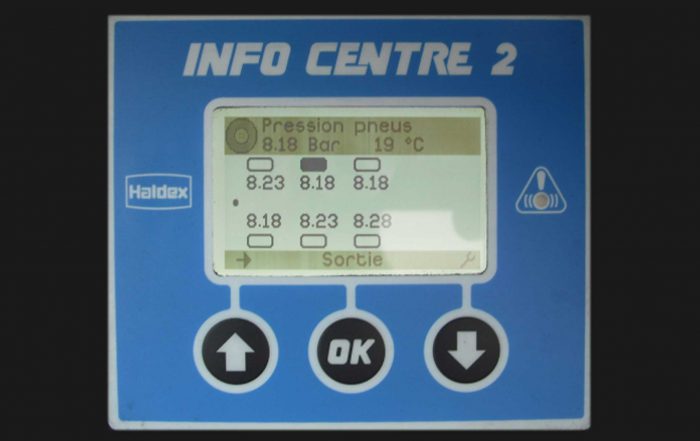 INFO CENTRE 2
Pression pneus
8.18 Bar 19 °C
8.23 8.18 8.18
Haldex
8.18 8.23 8.28
Sortie
OK